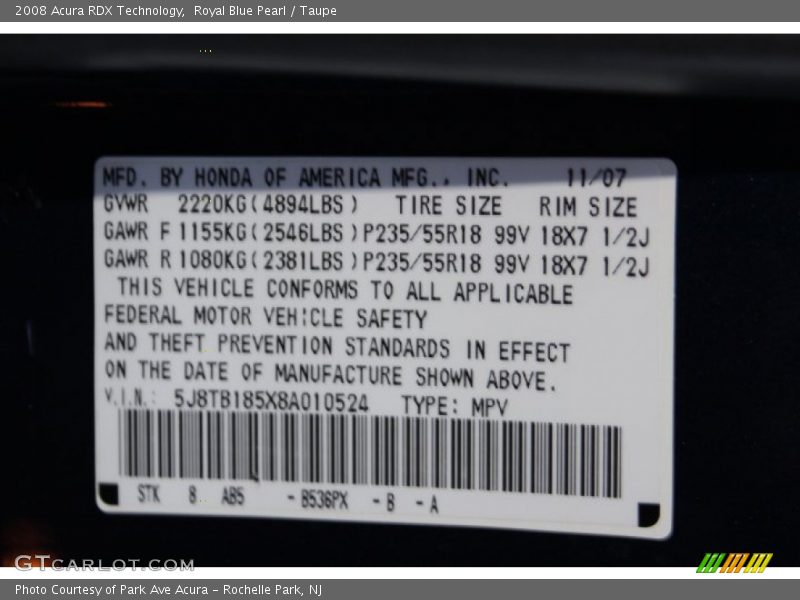 2008 Acura RDX Technology,  Royal Blue Pearl / Taupe
MFD. BY HONDA OF AMERICA MFG., INC. 11/07
GVWR 2220KG(4894LBS) TIRE SIZE RIM SIZE
GAWR F 1155KG(2546LBS)P235/55R18 99V 18X7 1/2J
GAWR R 1080KG(2381LBS)P235/55R18 99V 18X7 1/2J
THIS VEHICLE CONFORMS TO ALL APPLICABLE
FEDERAL MOTOR VEHICLE SAFETY
AND THEFT PREVENTION STANDARDS IN EFFECT
ON THE DATE OF MANUFACTURE SHOWN ABOVE.
V.I.N.: 5J8TB185X8A010524 TYPE: MPV
STK 8 AB5 -B536PX -B -A
GTCARLOT.COM
Photo Courtesy of Park Ave Acura - Rochelle Park, NJ